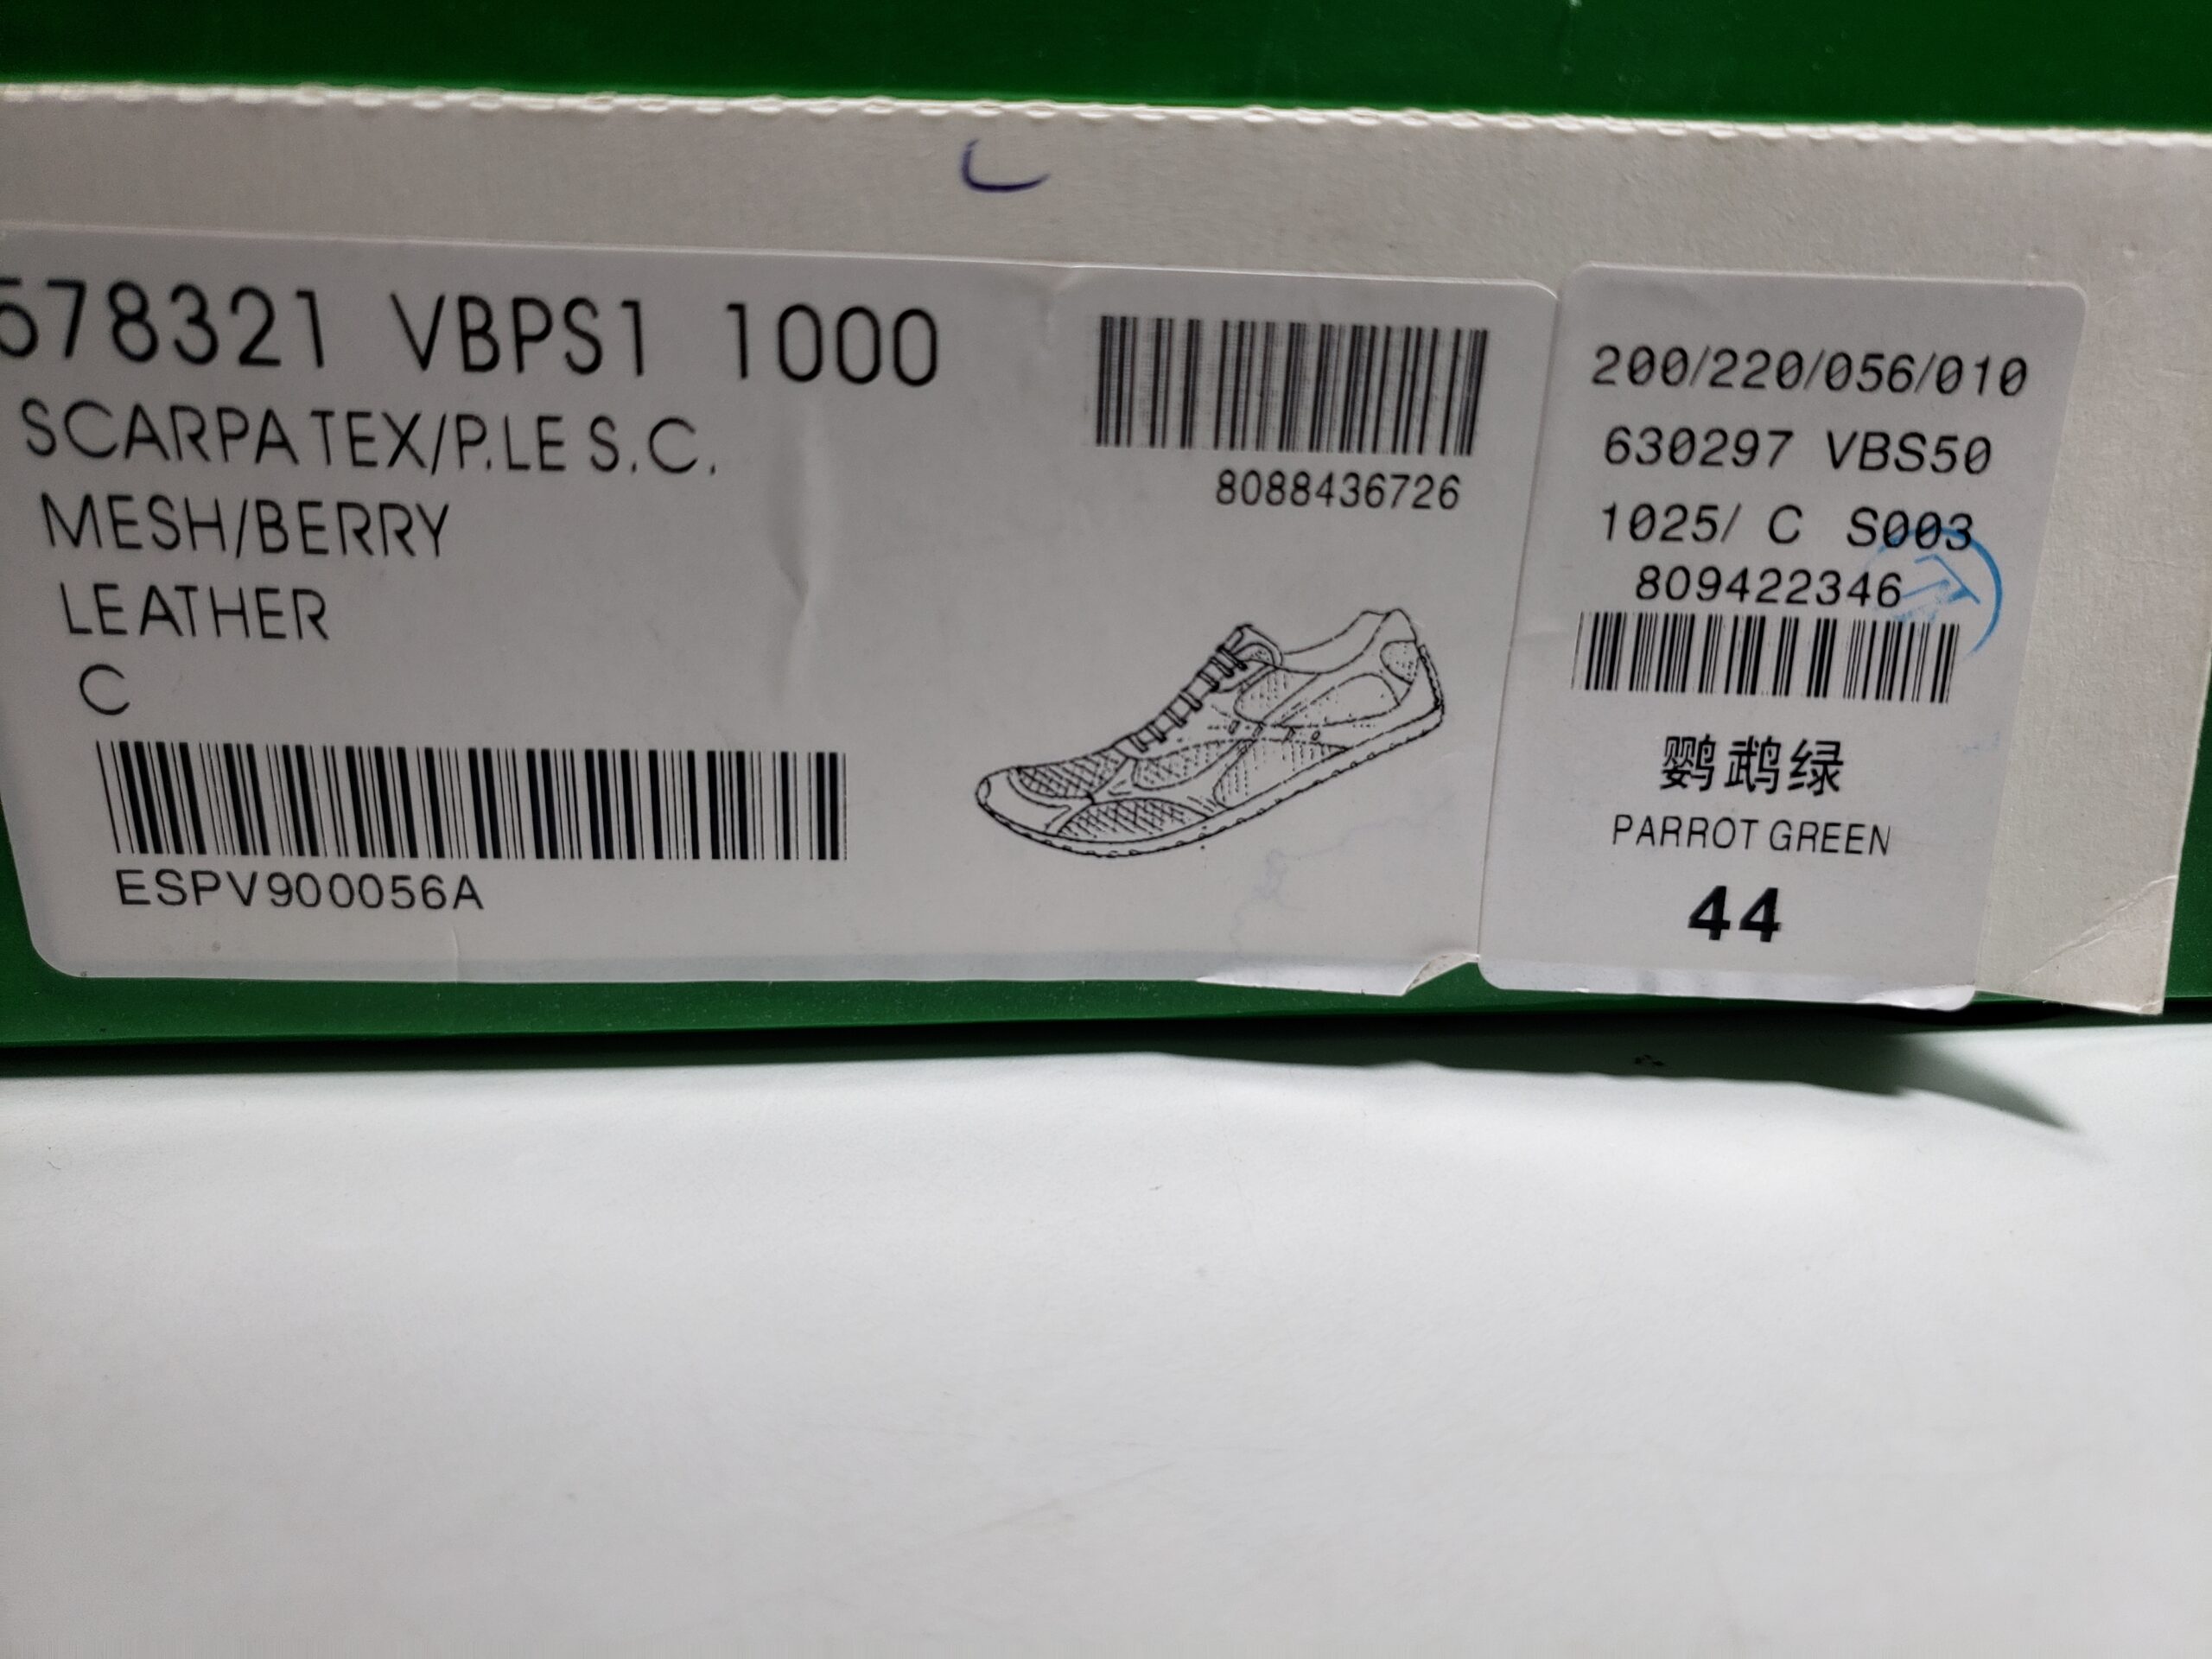 578321 VBPS1 1000
SCARPA TEX/P.LE S.C.
MESH/BERRY
LEATHER
C
ESPV900056A
8088436726
200/220/056/010
630297 VBS50
1025/ C S003
809422346
鹦鹉绿
PARROT GREEN
44